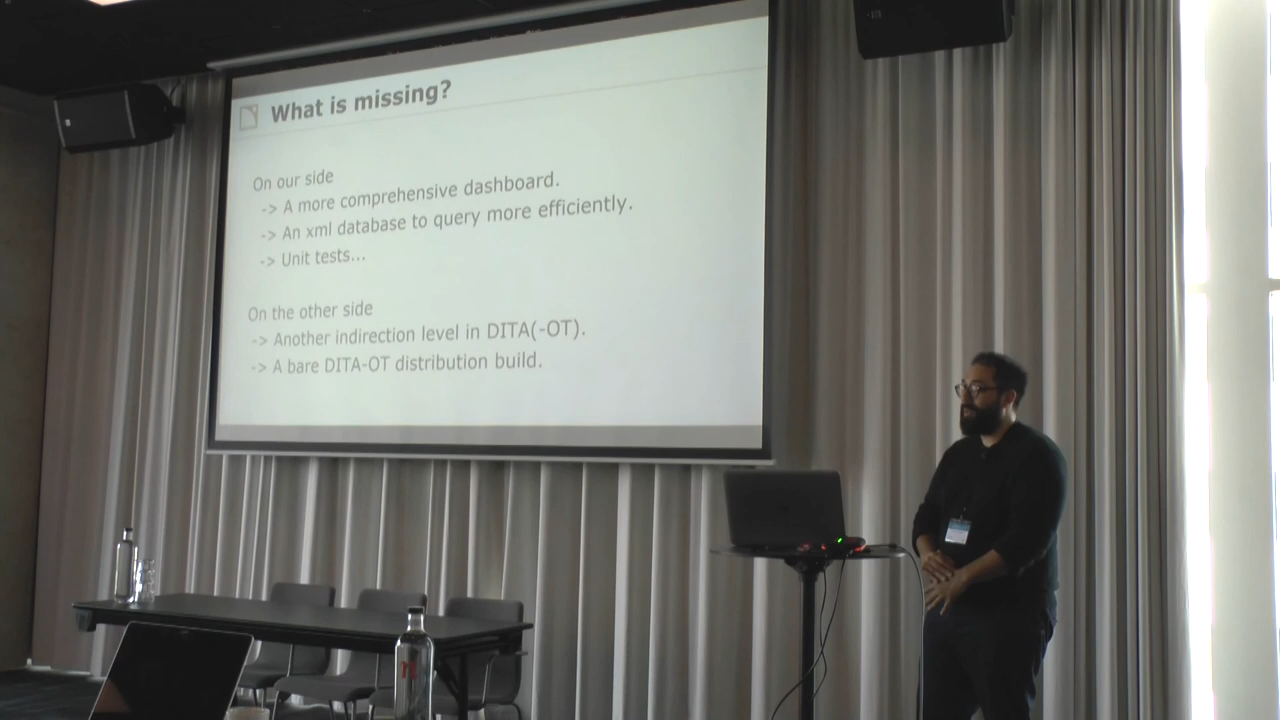 What is missing?
On our side
-> A more comprehensive dashboard.
-> An xml database to query more efficiently.
-> Unit tests...
On the other side
-> Another indirection level in DITA(-OT).
-> A bare DITA-OT distribution build.